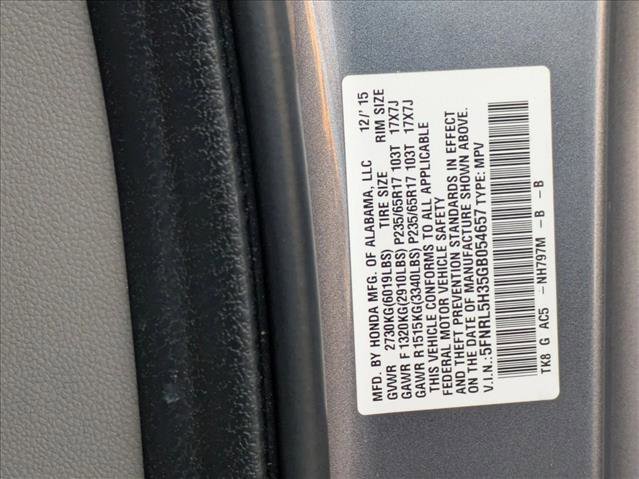 MFD. BY HONDA MFG. OF ALABAMA, LLC 12/'15
GVWR 2730KG(6019LBS) TIRE SIZE RIM SIZE
GAWR F 1320KG(2910LBS) P235/65R17 103T 17X7J
GAWR R 1515KG(3340LBS) P235/65R17 103T 17X7J
THIS VEHICLE CONFORMS TO ALL APPLICABLE
FEDERAL MOTOR VEHICLE SAFETY
AND THEFT PREVENTION STANDARDS IN EFFECT
ON THE DATE OF MANUFACTURE SHOWN ABOVE.
V.I.N.: 5FNRL5H35GB054657 TYPE: MPV
TK8 G AC5 -NH797M -B -B